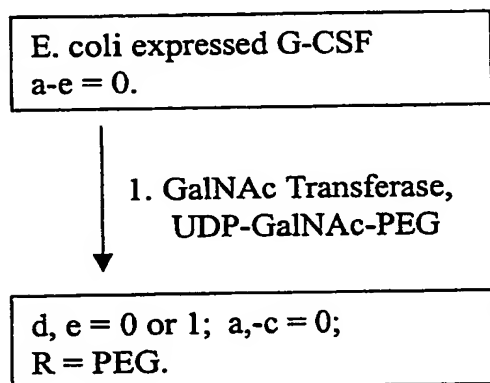 E. coli expressed G-CSF
a-e = 0.
1. GalNAc Transferase,
UDP-GalNAc-PEG
d, e = 0 or 1; a,-c = 0;
R = PEG.